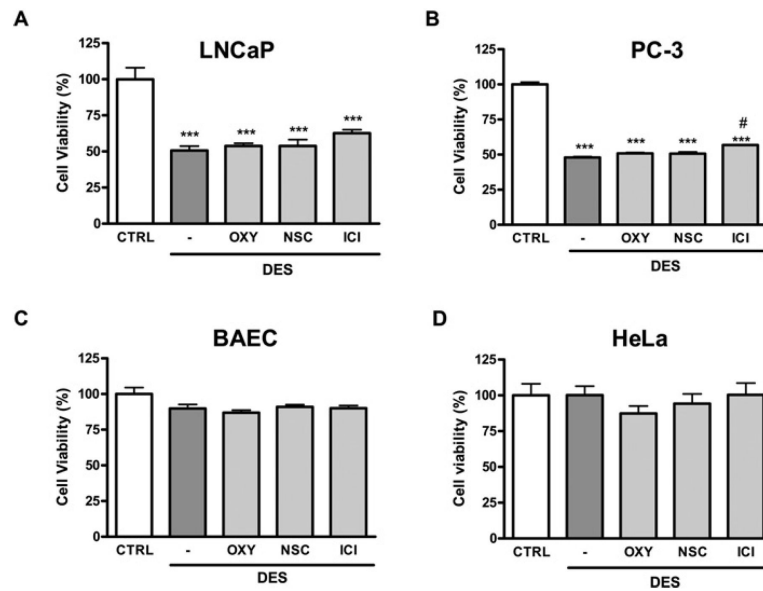 A
LNCaP
Cell Viability (%)
125
100
75
50
25
0
***
***
***
***
CTRL - OXY NSC ICI
DES
B
PC-3
Cell Viability (%)
125
100
75
50
25
0
#
***
***
***
***
CTRL - OXY NSC ICI
DES
C
BAEC
Cell Viability (%)
125
100
75
50
25
0
CTRL - OXY NSC ICI
DES
D
HeLa
Cell viability (%)
125
100
75
50
25
0
CTRL - OXY NSC ICI
DES